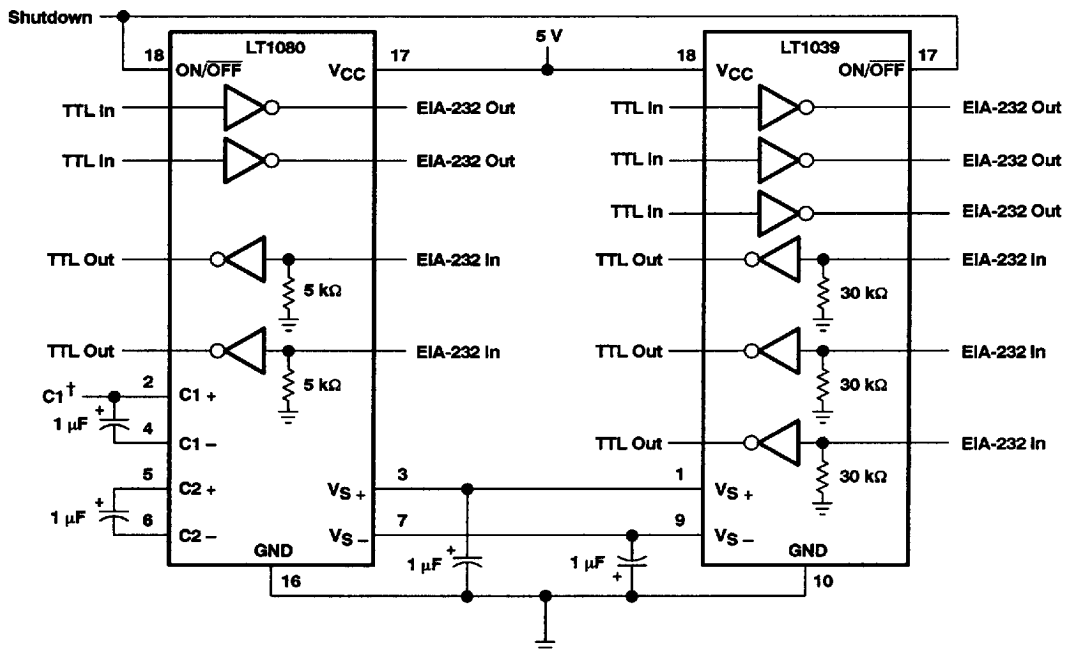 Shutdown
LT1080
5 V
LT1039
18
ON/OFF
VCC
17
18
VCC
ON/OFF
17
TTL In
EIA-232 Out
TTL In
EIA-232 Out
TTL In
EIA-232 Out
TTL In
EIA-232 Out
TTL In
EIA-232 Out
TTL Out
EIA-232 In
TTL Out
EIA-232 In
5 kΩ
30 kΩ
TTL Out
EIA-232 In
TTL Out
EIA-232 In
5 kΩ
30 kΩ
C1†
2
C1 +
+
1 µF
4
C1 –
TTL Out
EIA-232 In
30 kΩ
5
C2 +
VS +
3
1
VS +
+
1 µF
6
C2 –
VS –
7
9
VS –
GND
+
1 µF
1 µF
+
GND
16
10